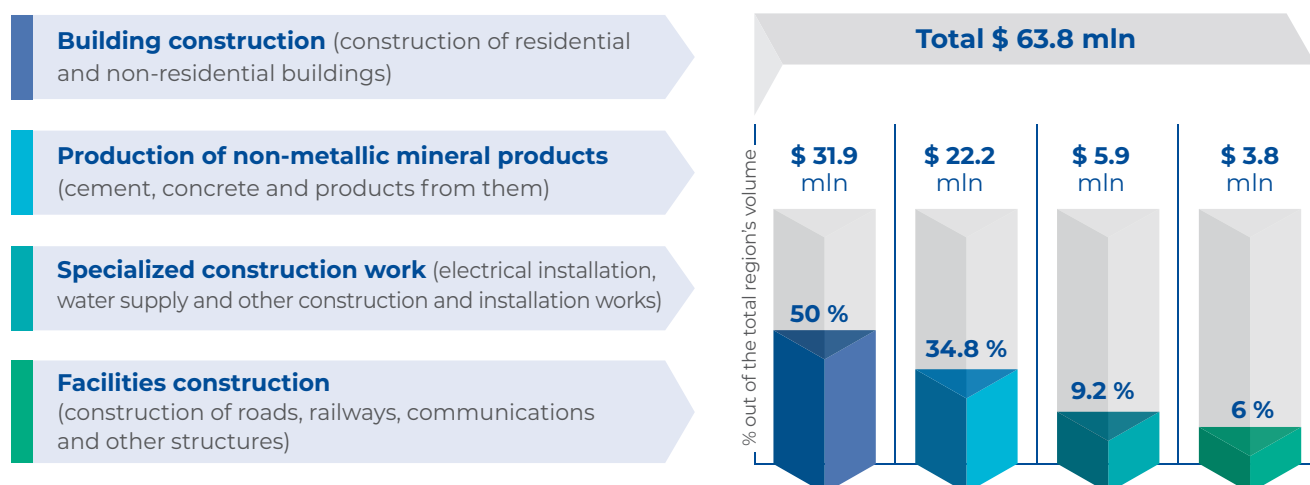 Building construction (construction of residential
and non-residential buildings)
Production of non-metallic mineral products
(cement, concrete and products from them)
Specialized construction work (electrical installation,
water supply and other construction and installation works)
Facilities construction
(construction of roads, railways, communications
and other structures)
Total $ 63.8 mln
% out of the total region's volume
$ 31.9
mln
$ 22.2
mln
$ 5.9
mln
$ 3.8
mln
50 %
34.8 %
9.2 %
6 %